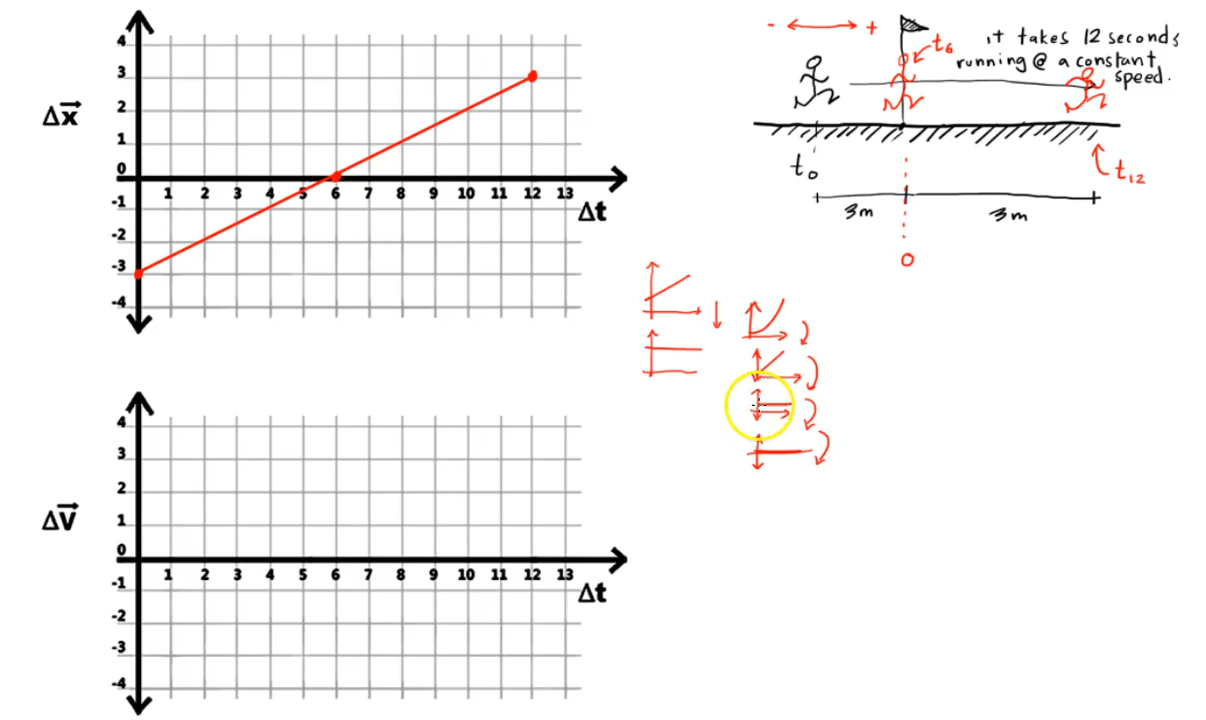 4
3
2
1
0
-1
-2
-3
-4
Δx⃗
1 2 3 4 5 6 7 8 9 10 11 12 13
Δt
- +
t6
it takes 12 seconds
running @ a constant
speed.
t0
t12
3m 3m
0
4
3
2
1
0
-1
-2
-3
-4
Δv⃗
1 2 3 4 5 6 7 8 9 10 11 12 13
Δt